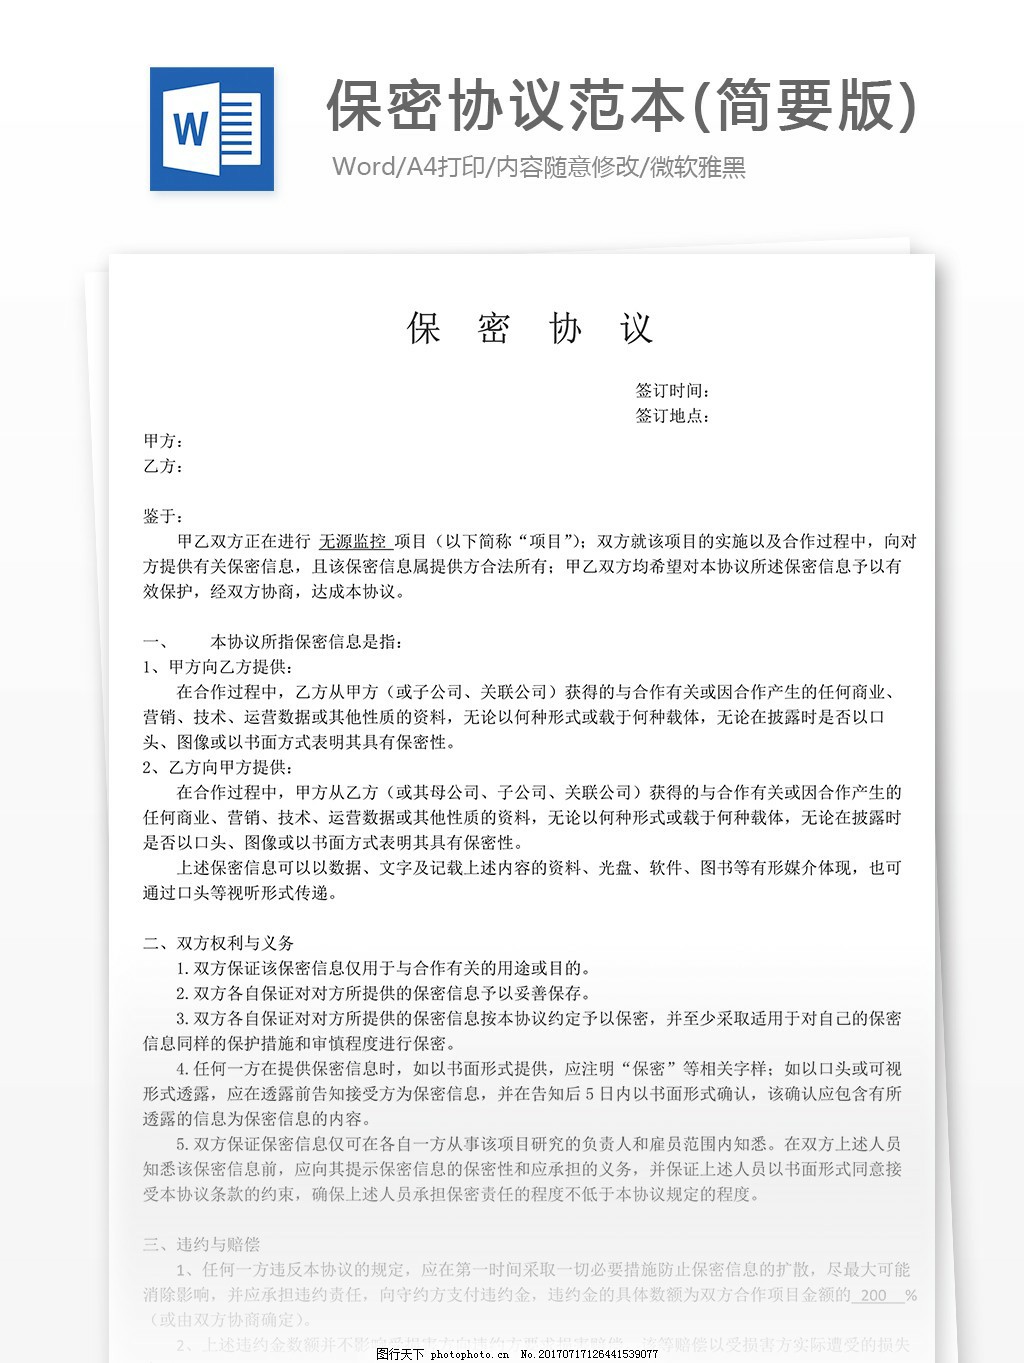 W
保密协议范本(简要版)
Word/A4打印/内容随意修改/微软雅黑
保 密 协 议
签订时间：
签订地点：
甲方：
乙方：
鉴于：
甲乙双方正在进行 无源监控 项目（以下简称“项目”）；双方就该项目的实施以及合作过程中，向对
方提供有关保密信息，且该保密信息属提供方合法所有；甲乙双方均希望对本协议所述保密信息予以有
效保护，经双方协商，达成本协议。
一、 本协议所指保密信息是指：
1、甲方向乙方提供：
在合作过程中，乙方从甲方（或子公司、关联公司）获得的与合作有关或因合作产生的任何商业、
营销、技术、运营数据或其他性质的资料，无论以何种形式或载于何种载体，无论在披露时是否以口
头、图像或以书面方式表明其具有保密性。
2、乙方向甲方提供：
在合作过程中，甲方从乙方（或其母公司、子公司、关联公司）获得的与合作有关或因合作产生的
任何商业、营销、技术、运营数据或其他性质的资料，无论以何种形式或载于何种载体，无论在披露时
是否以口头、图像或以书面方式表明其具有保密性。
上述保密信息可以以数据、文字及记载上述内容的资料、光盘、软件、图书等有形媒介体现，也可
通过口头等视听形式传递。
二、双方权利与义务
1.双方保证该保密信息仅用于与合作有关的用途或目的。
2.双方各自保证对对方所提供的保密信息予以妥善保存。
3.双方各自保证对对方所提供的保密信息按本协议约定予以保密，并至少采取适用于对自己的保密
信息同样的保护措施和审慎程度进行保密。
4.任何一方在提供保密信息时，如以书面形式提供，应注明“保密”等相关字样；如以口头或可视
形式透露，应在透露前告知接受方为保密信息，并在告知后 5 日内以书面形式确认，该确认应包含有所
透露的信息为保密信息的内容。
5.双方保证保密信息仅可在各自一方从事该项目研究的负责人和雇员范围内知悉。在双方上述人员
知悉该保密信息前，应向其提示保密信息的保密性和应承担的义务，并保证上述人员以书面形式同意接
受本协议条款的约束，确保上述人员承担保密责任的程度不低于本协议规定的程度。
三、违约与赔偿
1、任何一方违反本协议的规定，应在第一时间采取一切必要措施防止保密信息的扩散，尽最大可能
消除影响，并应承担违约责任，向守约方支付违约金，违约金的具体数额为双方合作项目金额的 200 %
（或由双方协商确定）。
2、上述违约金数额并不影响受损害方向违约方要求损害赔偿。该等赔偿以受损害方实际遭受的损失
图行天下 photophoto.cn No.20170717126441539077